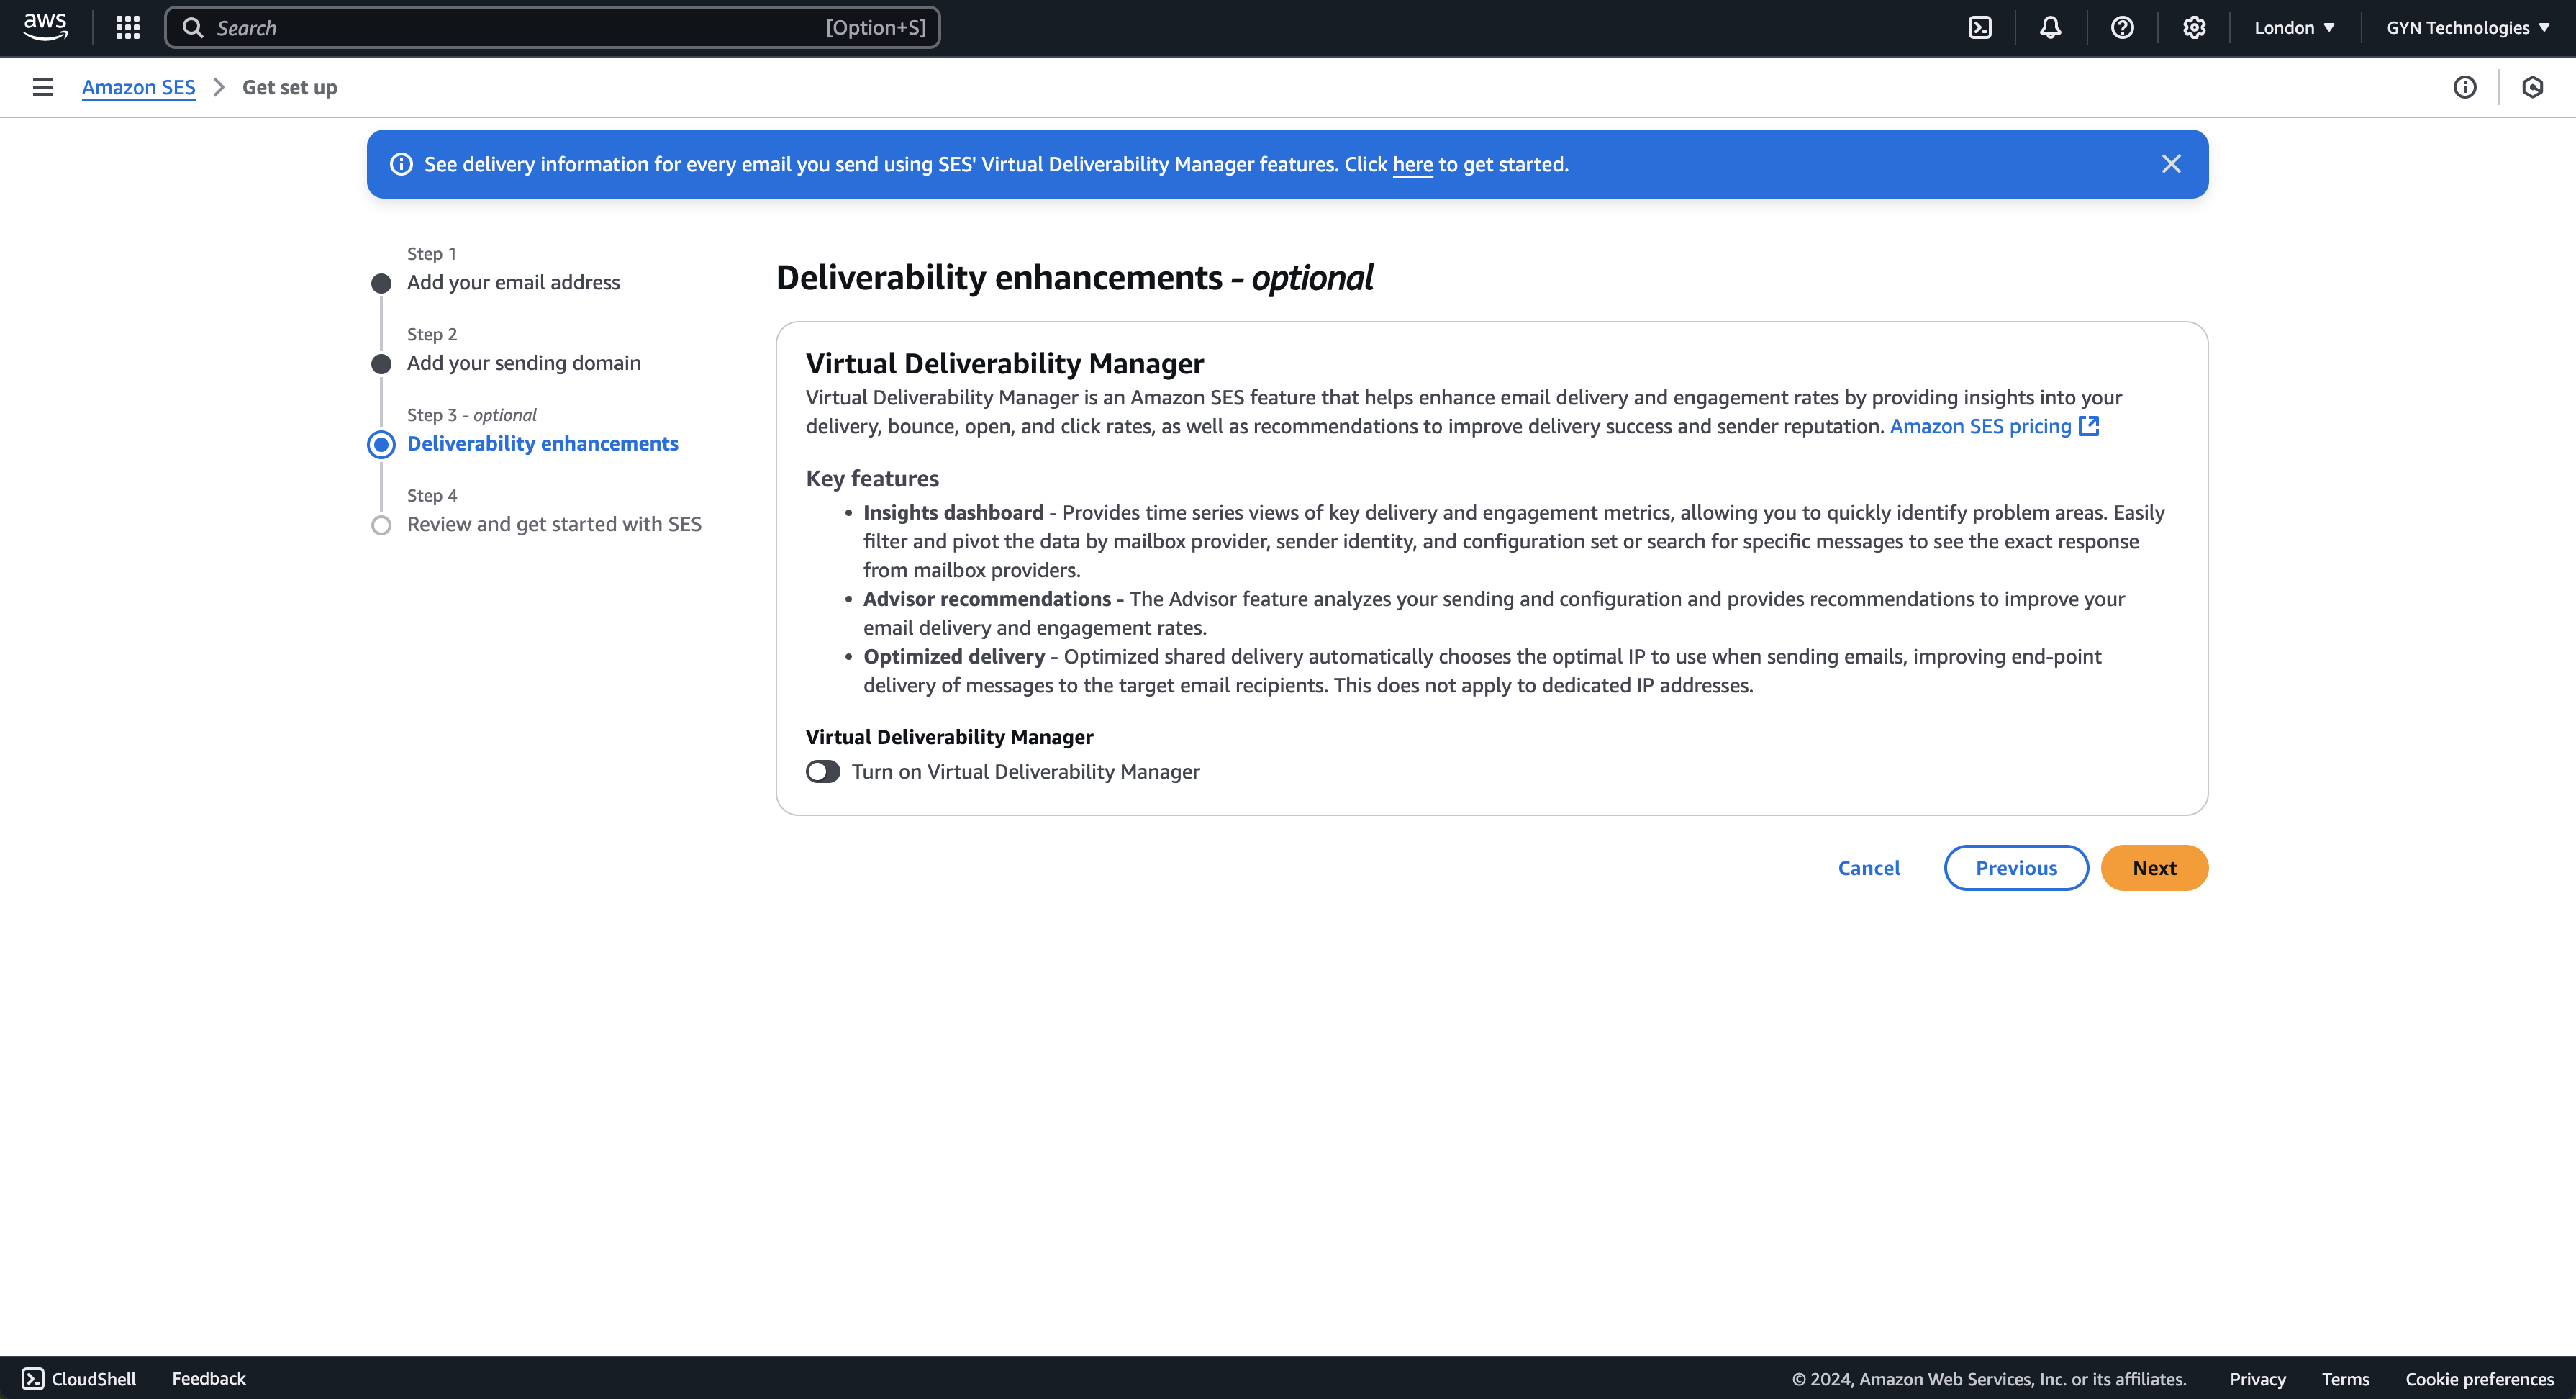 aws
Search
[Option+S]
London
GYN Technologies
Amazon SES
Get set up
See delivery information for every email you send using SES' Virtual Deliverability Manager features. Click here to get started.
Step 1
Add your email address
Step 2
Add your sending domain
Step 3 - optional
Deliverability enhancements
Step 4
Review and get started with SES
Deliverability enhancements - optional
Virtual Deliverability Manager
Virtual Deliverability Manager is an Amazon SES feature that helps enhance email delivery and engagement rates by providing insights into your
delivery, bounce, open, and click rates, as well as recommendations to improve delivery success and sender reputation. Amazon SES pricing
Key features
• Insights dashboard - Provides time series views of key delivery and engagement metrics, allowing you to quickly identify problem areas. Easily
filter and pivot the data by mailbox provider, sender identity, and configuration set or search for specific messages to see the exact response
from mailbox providers.
• Advisor recommendations - The Advisor feature analyzes your sending and configuration and provides recommendations to improve your
email delivery and engagement rates.
• Optimized delivery - Optimized shared delivery automatically chooses the optimal IP to use when sending emails, improving end-point
delivery of messages to the target email recipients. This does not apply to dedicated IP addresses.
Virtual Deliverability Manager
Turn on Virtual Deliverability Manager
Cancel
Previous
Next
CloudShell
Feedback
© 2024, Amazon Web Services, Inc. or its affiliates.
Privacy
Terms
Cookie preferences